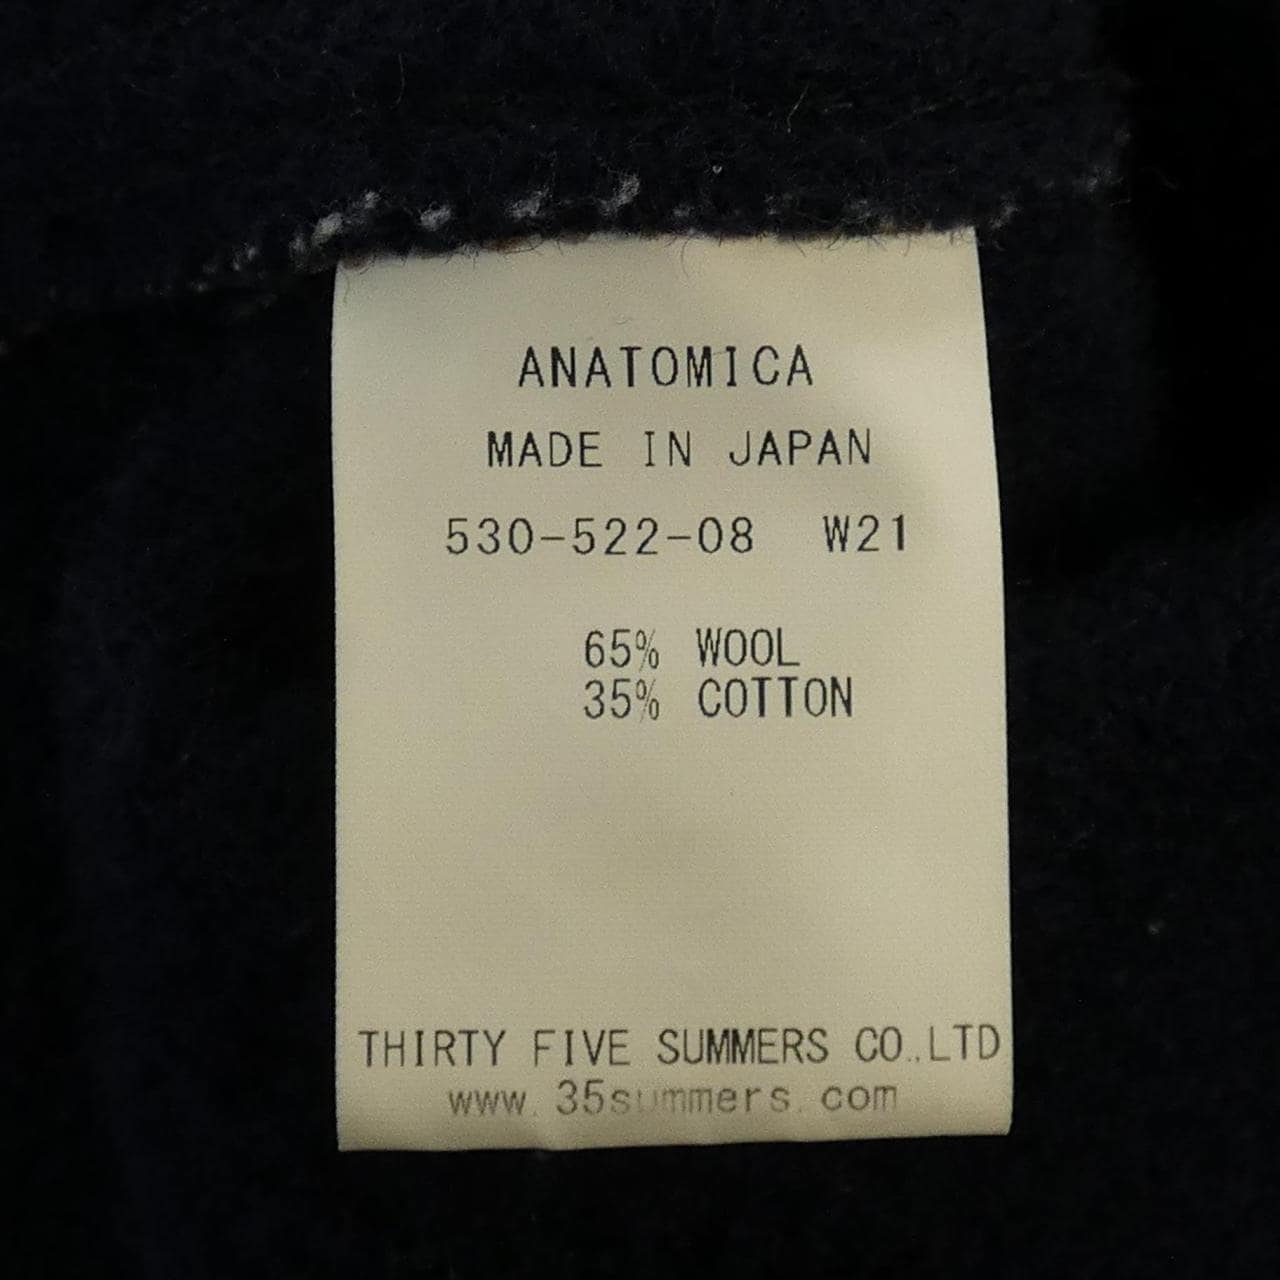 ANATOMICA
MADE IN JAPAN
530-522-08 W21
65% WOOL
35% COTTON
THIRTY FIVE SUMMERS CO.,LTD
www.35summers.com